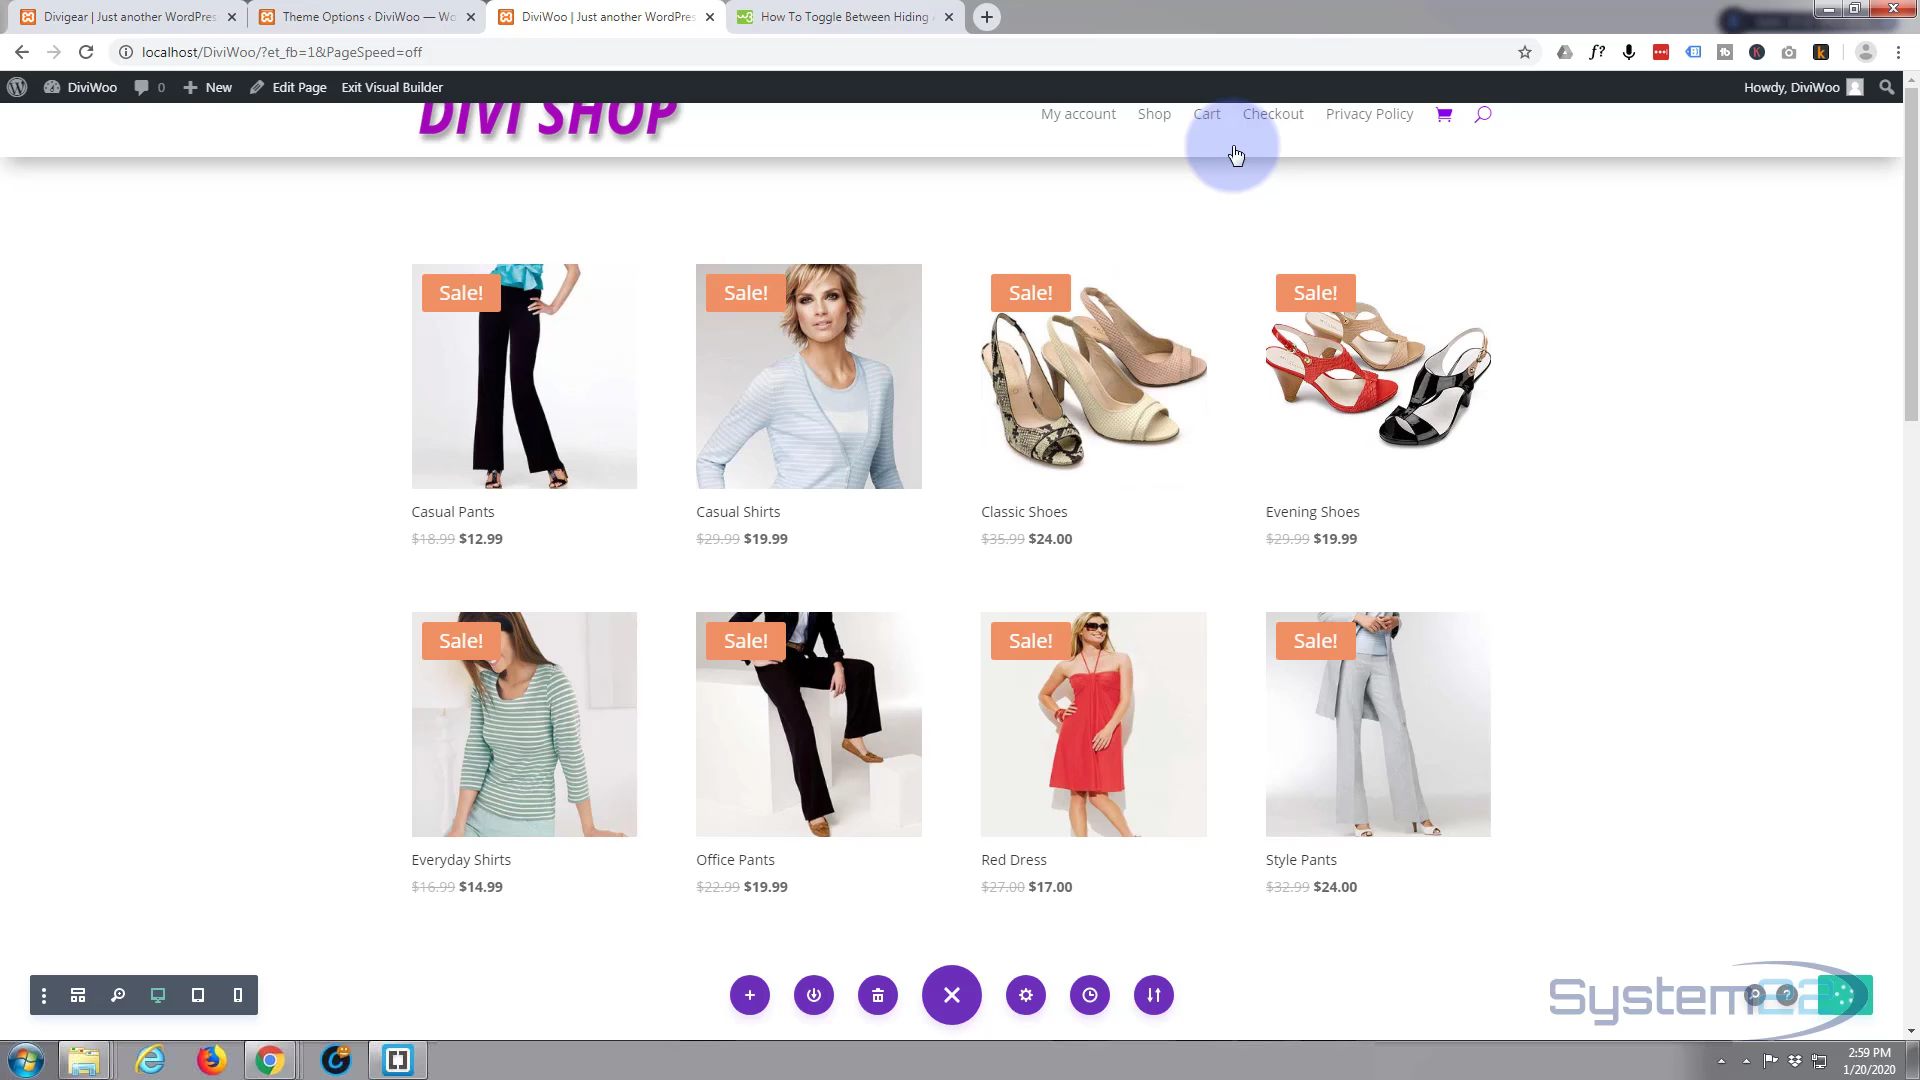 Divigear | Just another WordPres
Theme Options ‹ DiviWoo — Wo
DiviWoo | Just another WordPres
How To Toggle Between Hiding
localhost/DiviWoo/?et_fb=1&PageSpeed=off
DiviWoo
0
New
Edit Page
Exit Visual Builder
Howdy, DiviWoo
DIVI SHOP
My account
Shop
Cart
Checkout
Privacy Policy
Sale!
Sale!
Sale!
Sale!
Casual Pants
Casual Shirts
Classic Shoes
Evening Shoes
$18.99 $12.99
$29.99 $19.99
$35.99 $24.00
$29.99 $19.99
Sale!
Sale!
Sale!
Sale!
Everyday Shirts
Office Pants
Red Dress
Style Pants
$16.99 $14.99
$22.99 $19.99
$27.00 $17.00
$32.99 $24.00
System22
2:59 PM
1/20/2020